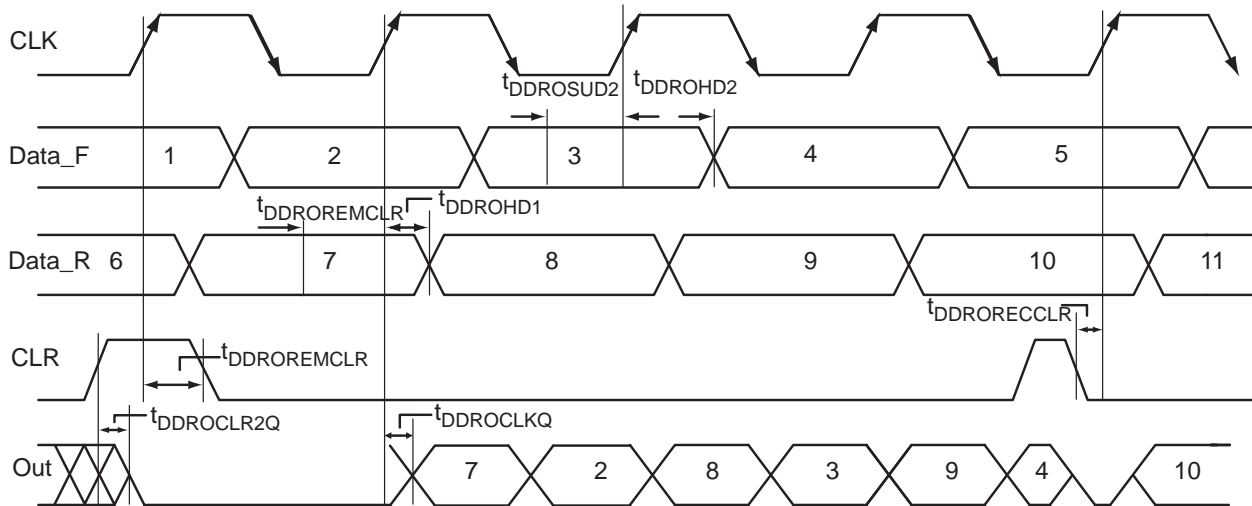 CLK
tDDROSUD2 tDDROHD2
Data_F 1 2 3 4 5
tDDROREMCLR tDDROHD1
Data_R 6 7 8 9 10 11
tDDRORECCLR
CLR
tDDROREMCLR
tDDROCLR2Q tDDROCLKQ
Out 7 2 8 3 9 4 10